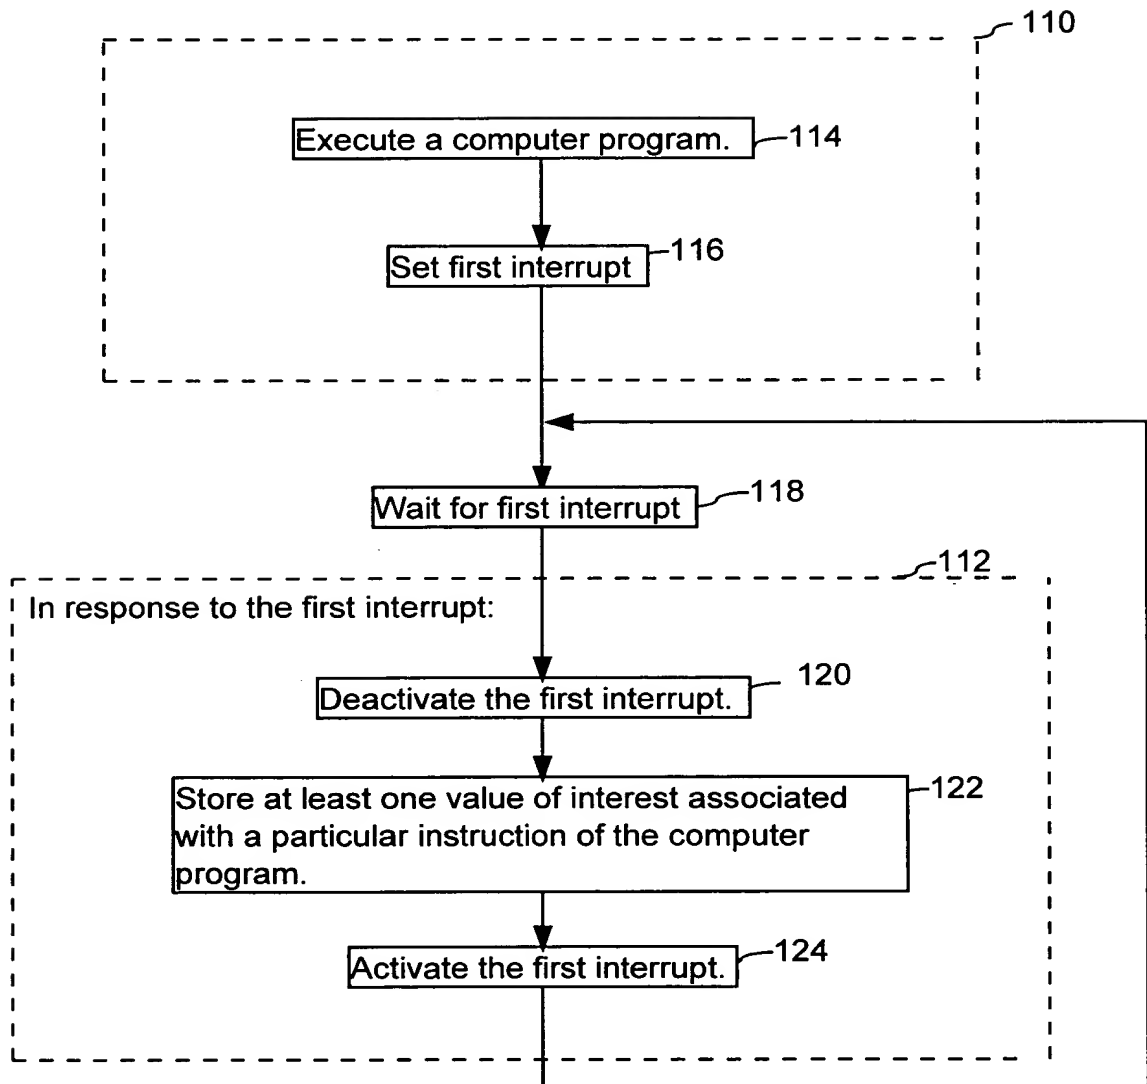 110
Execute a computer program.
114
Set first interrupt
116
Wait for first interrupt
118
112
In response to the first interrupt:
Deactivate the first interrupt.
120
Store at least one value of interest associated
with a particular instruction of the computer
program.
122
Activate the first interrupt.
124